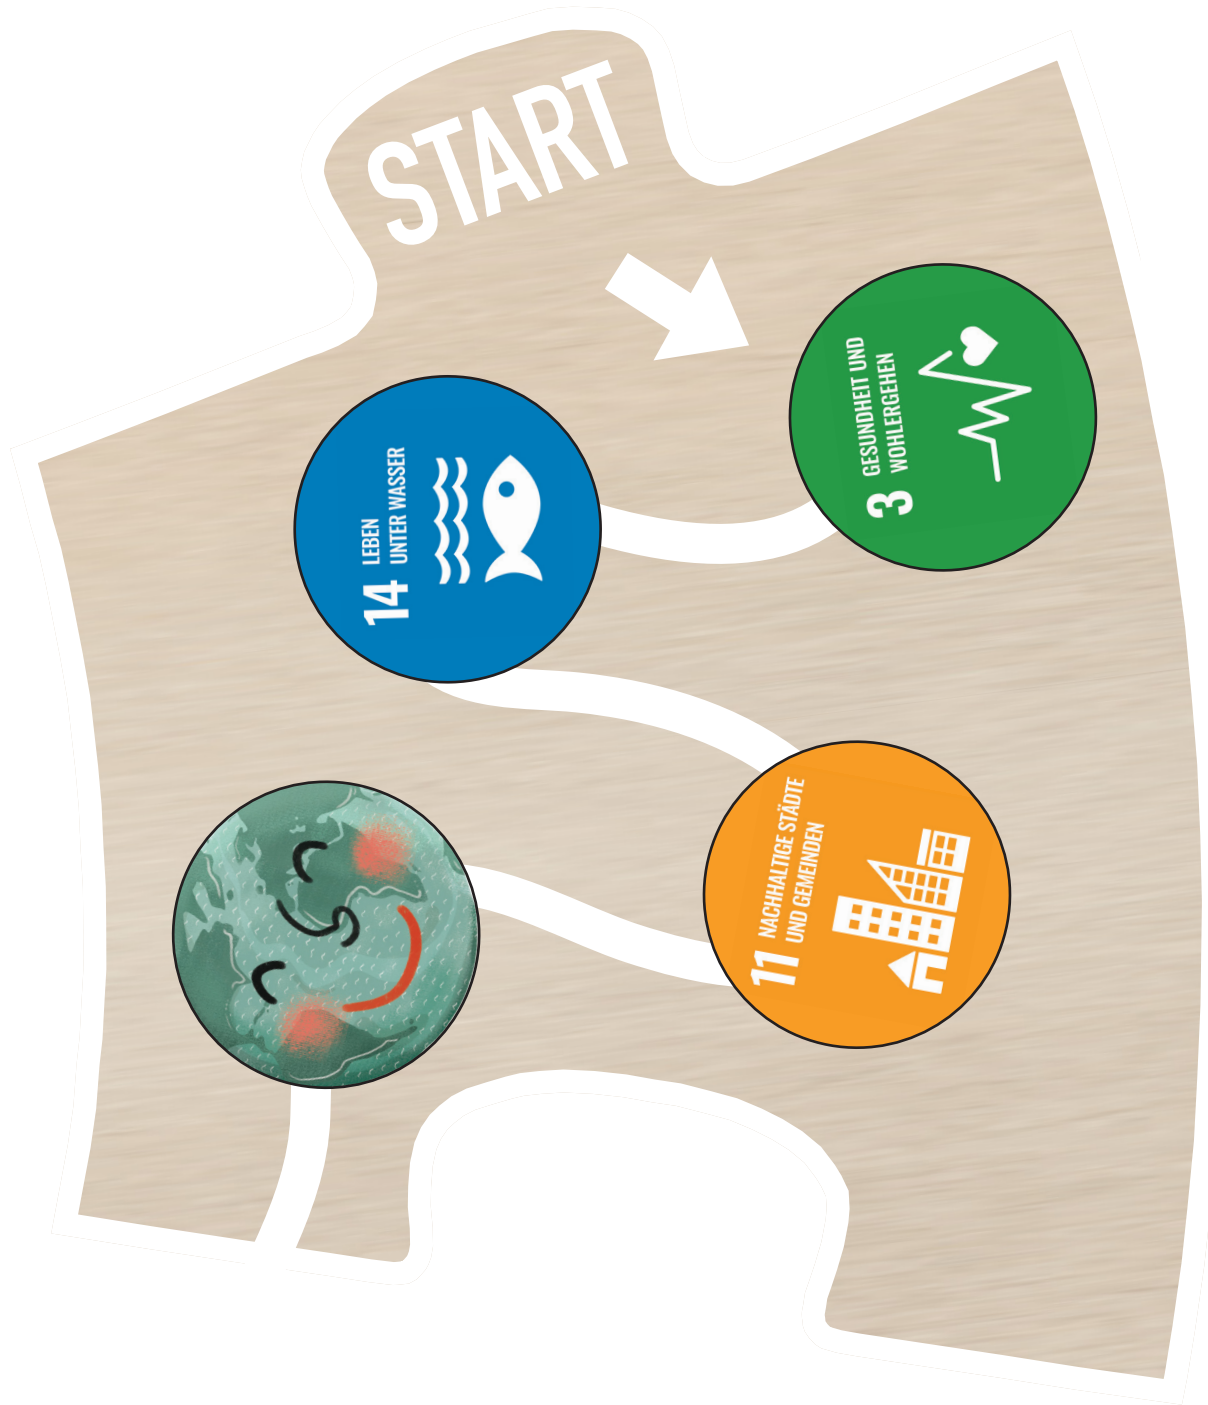 START
3
GESUNDHEIT UND
WOHLERGEHEN
14
LEBEN
UNTER WASSER
11
NACHHALTIGE STÄDTE
UND GEMEINDEN